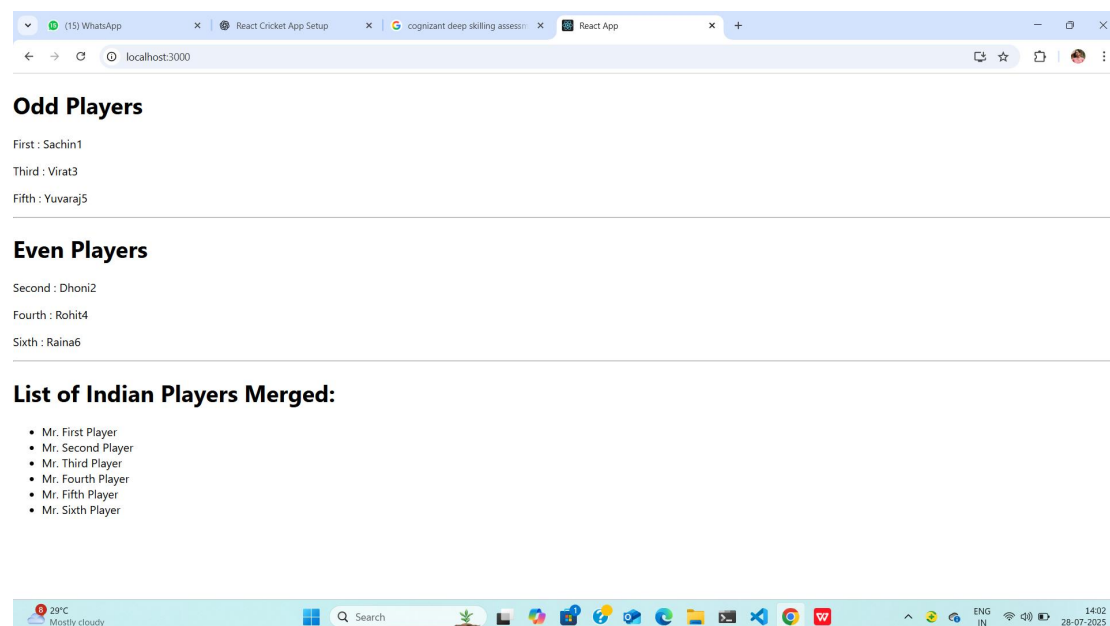 (15) WhatsApp
React Cricket App Setup
cognizant deep skilling assessm
React App
localhost:3000
Odd Players
First : Sachin1
Third : Virat3
Fifth : Yuvaraj5
Even Players
Second : Dhoni2
Fourth : Rohit4
Sixth : Raina6
List of Indian Players Merged:
• Mr. First Player
• Mr. Second Player
• Mr. Third Player
• Mr. Fourth Player
• Mr. Fifth Player
• Mr. Sixth Player
8
29°C
Mostly cloudy
Search
1
ENG
IN
14:02
28-07-2025